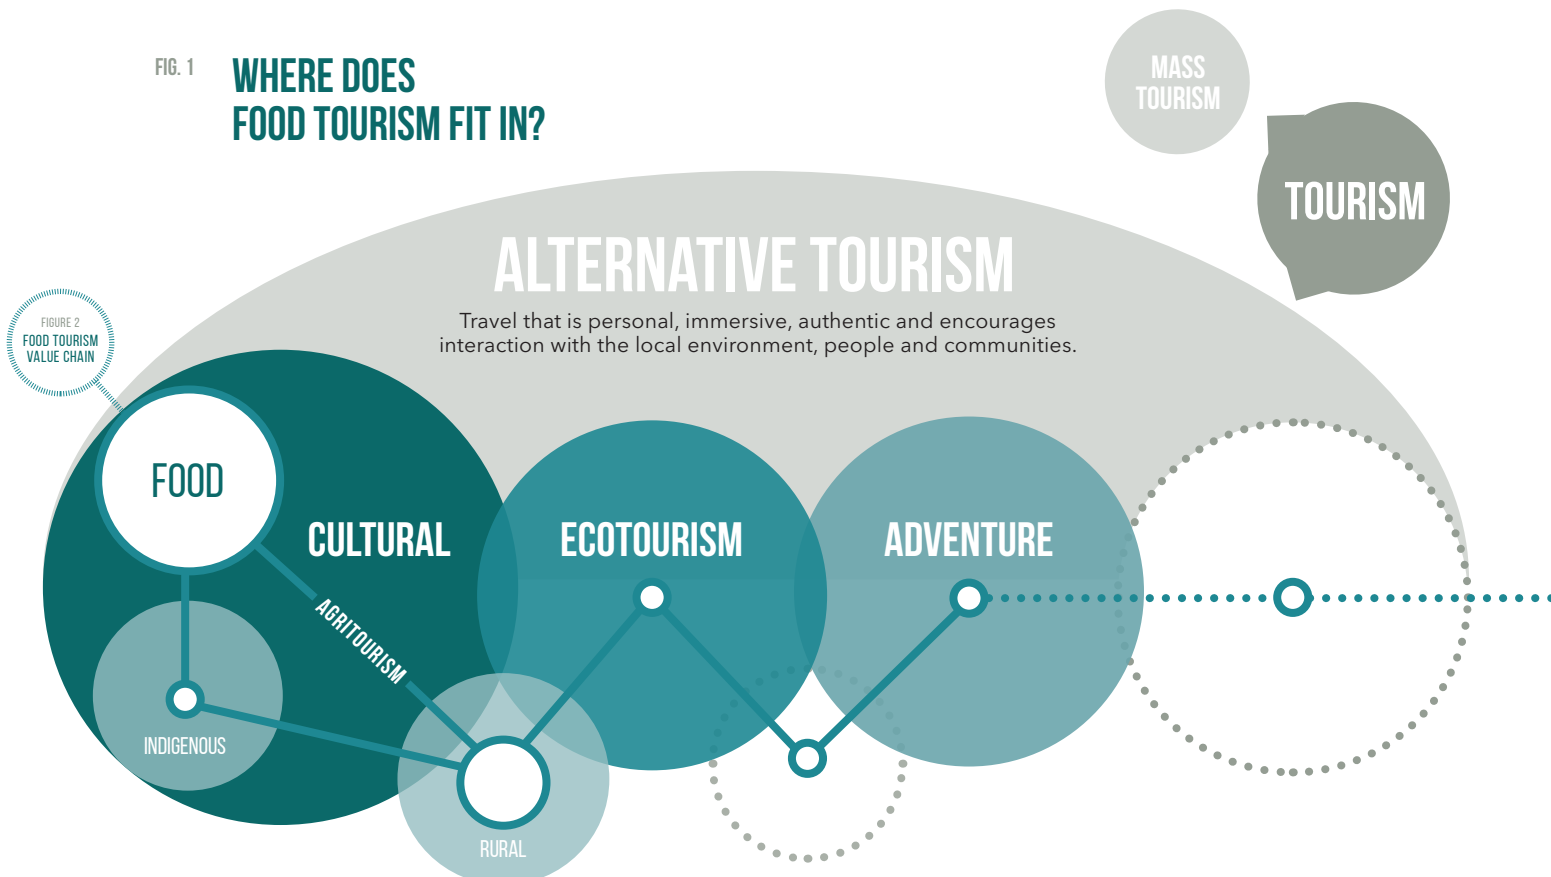 FIG. 1
WHERE DOES
FOOD TOURISM FIT IN?
MASS
TOURISM
TOURISM
ALTERNATIVE TOURISM
Travel that is personal, immersive, authentic and encourages
interaction with the local environment, people and communities.
FIGURE 2
FOOD TOURISM
VALUE CHAIN
FOOD
CULTURAL
ECOTOURISM
ADVENTURE
AGRITOURISM
INDIGENOUS
RURAL